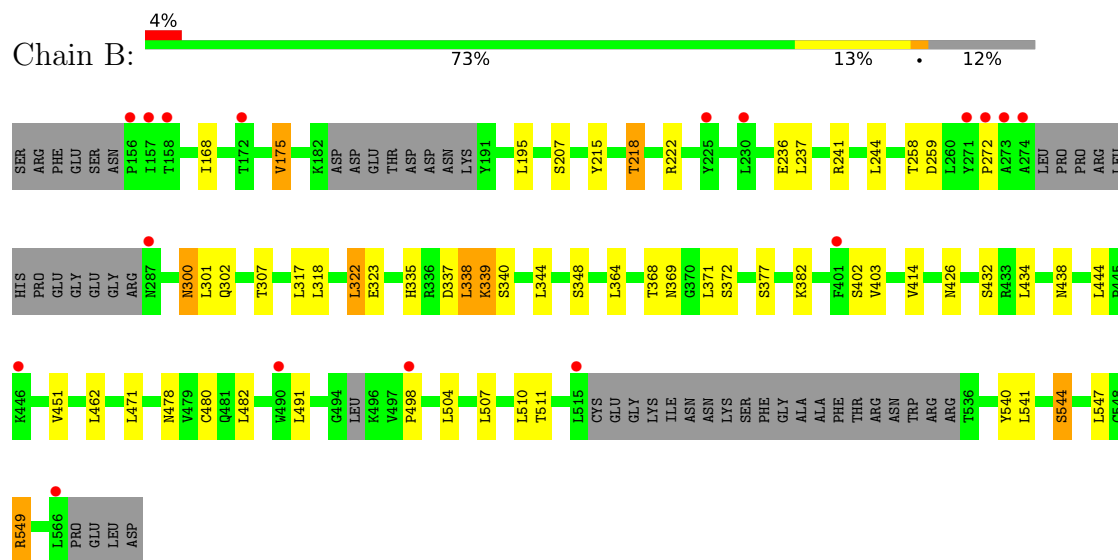 4%
Chain B:
73% 13% • 12%
SER ARG PHE GLU SER ASN P156 I157 T158 I168 T172 V175 K182 ASP ASP GLU THR ASP ASP ASN LYS Y191 L195 S207 Y215 T218 R222 Y225 L230 E236 L237 R241 L244 T258 D259 L260 Y271 P272 A273 A274 LEU PRO PRO ARG LEU
HIS PRO GLU GLY GLU GLY ARG N287 N300 L301 Q302 T307 L317 L318 L322 E323 H335 R336 D337 L338 K339 S340 L344 S348 L364 T368 N369 G370 L371 S372 S377 K382 F401 S402 V403 V414 N426 S432 R433 L434 N438 L444 P445
K446 V451 L462 L471 N478 V479 C480 Q481 L482 W490 L491 G494 LEU K496 V497 P498 L504 L507 L510 T511 L515 CYS GLU GLY LYS ILE ASN ASN LYS SER PHE GLY ALA ALA PHE THR ARG ASN TRP ARG ARG T536 Y540 L541 S544 L547 G548
R549 L566 PRO GLU LEU ASP